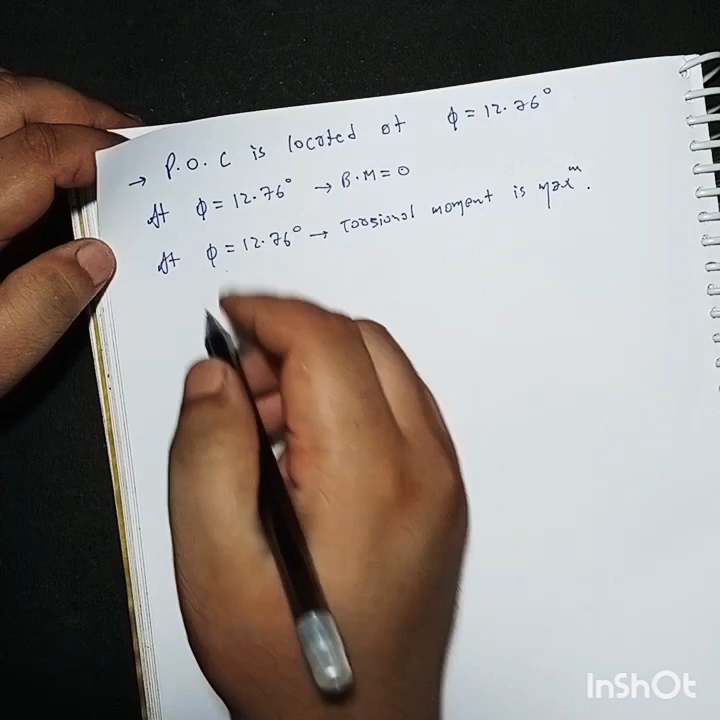 → P.O.C is located at ϕ = 12.76°
At ϕ = 12.76° → B.M = 0
At ϕ = 12.76° → Torsional moment is maxᵐ.
InShOt